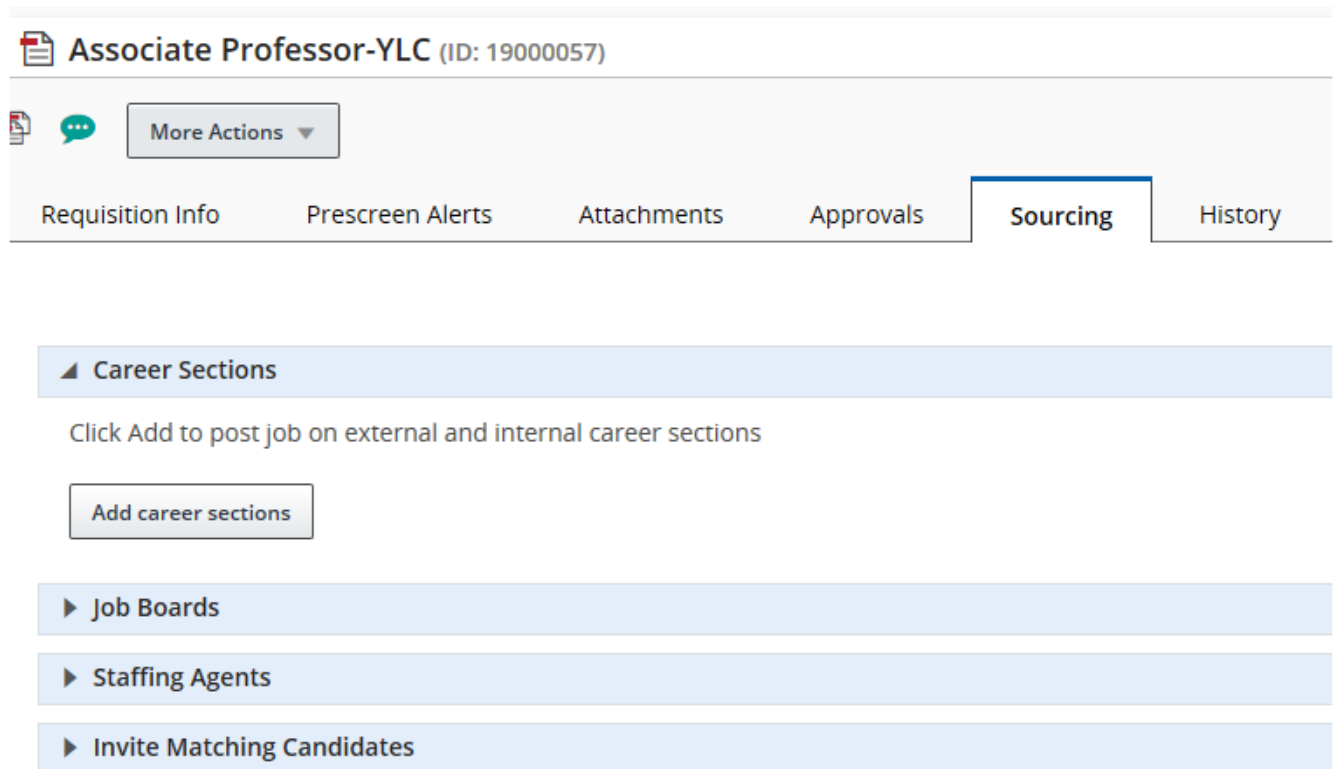 Associate Professor-YLC (ID: 19000057)
More Actions
Requisition Info Prescreen Alerts Attachments Approvals Sourcing History
Career Sections
Click Add to post job on external and internal career sections
Add career sections
Job Boards
Staffing Agents
Invite Matching Candidates